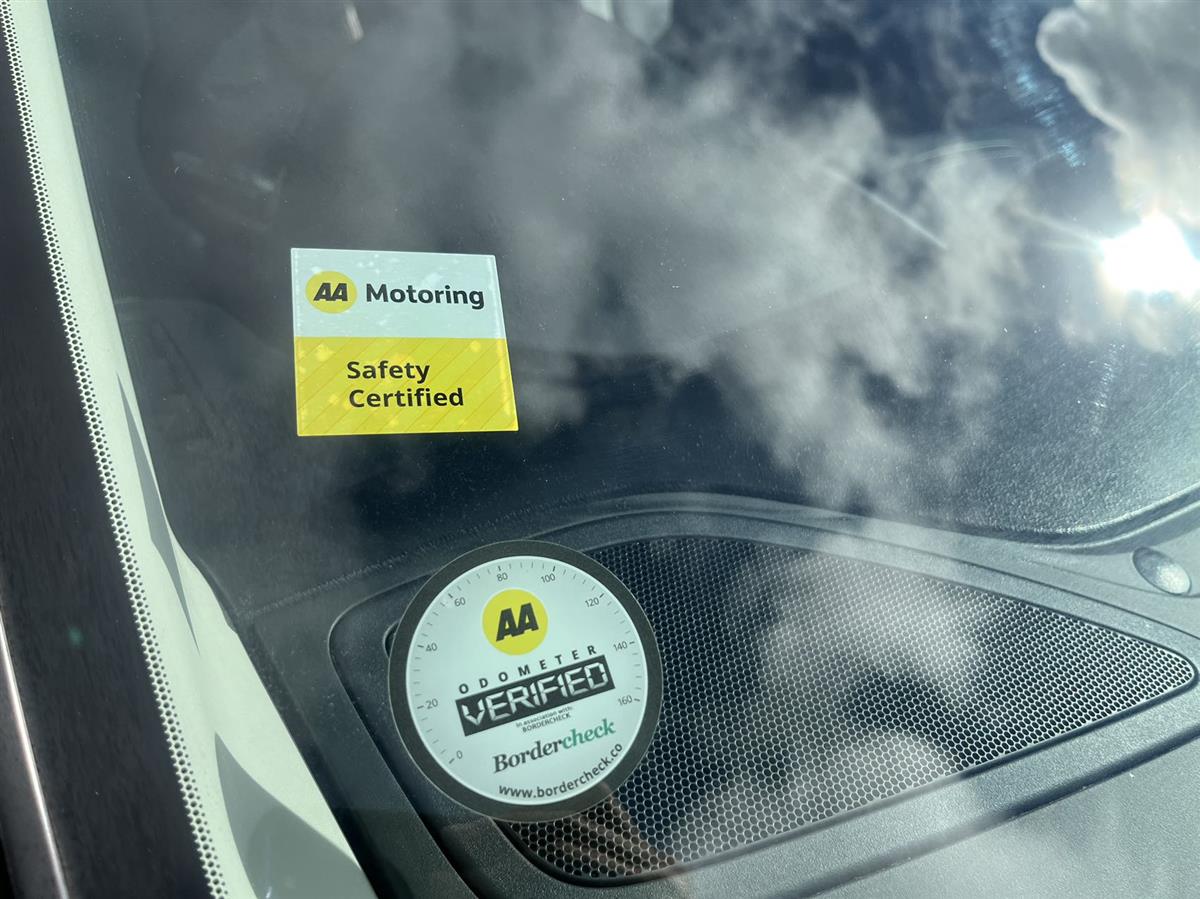 AA Motoring
Safety
Certified
0 20 40 60 80 100 120 140 160
AA
ODOMETER
VERIFIED
in association with:
BORDERCHECK
Bordercheck
www.bordercheck.co